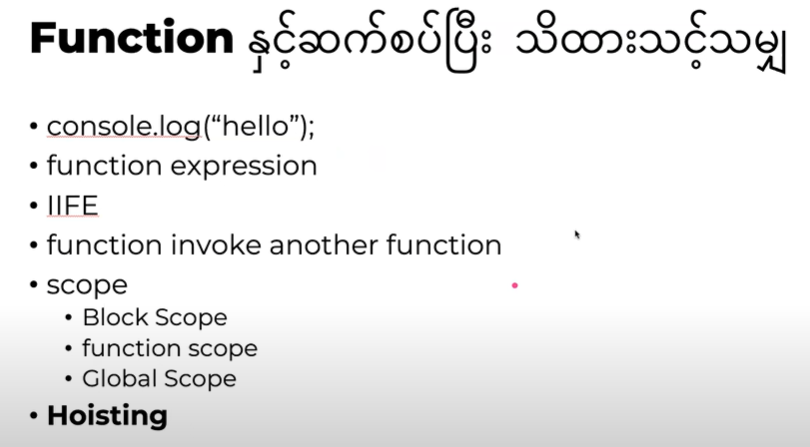 Function နှင့်ဆက်စပ်ပြီး သိထားသင့်သမျှ
• console.log(“hello”);
• function expression
• IIFE
• function invoke another function
• scope
• Block Scope
• function scope
• Global Scope
• Hoisting